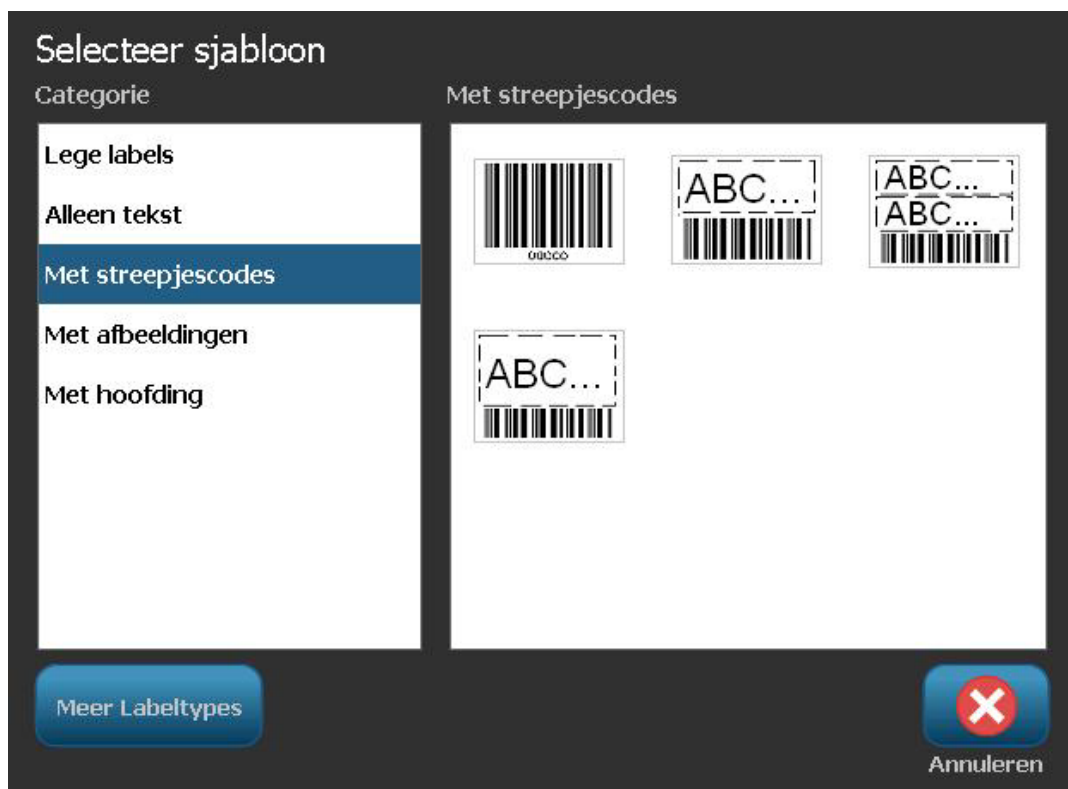 Selecteer sjabloon
Categorie
Met streepjescodes
Lege labels
Alleen tekst
Met streepjescodes
Met afbeeldingen
Met hoofding
ABC...
ABC...
ABC...
ABC...
Meer Labeltypes
Annuleren